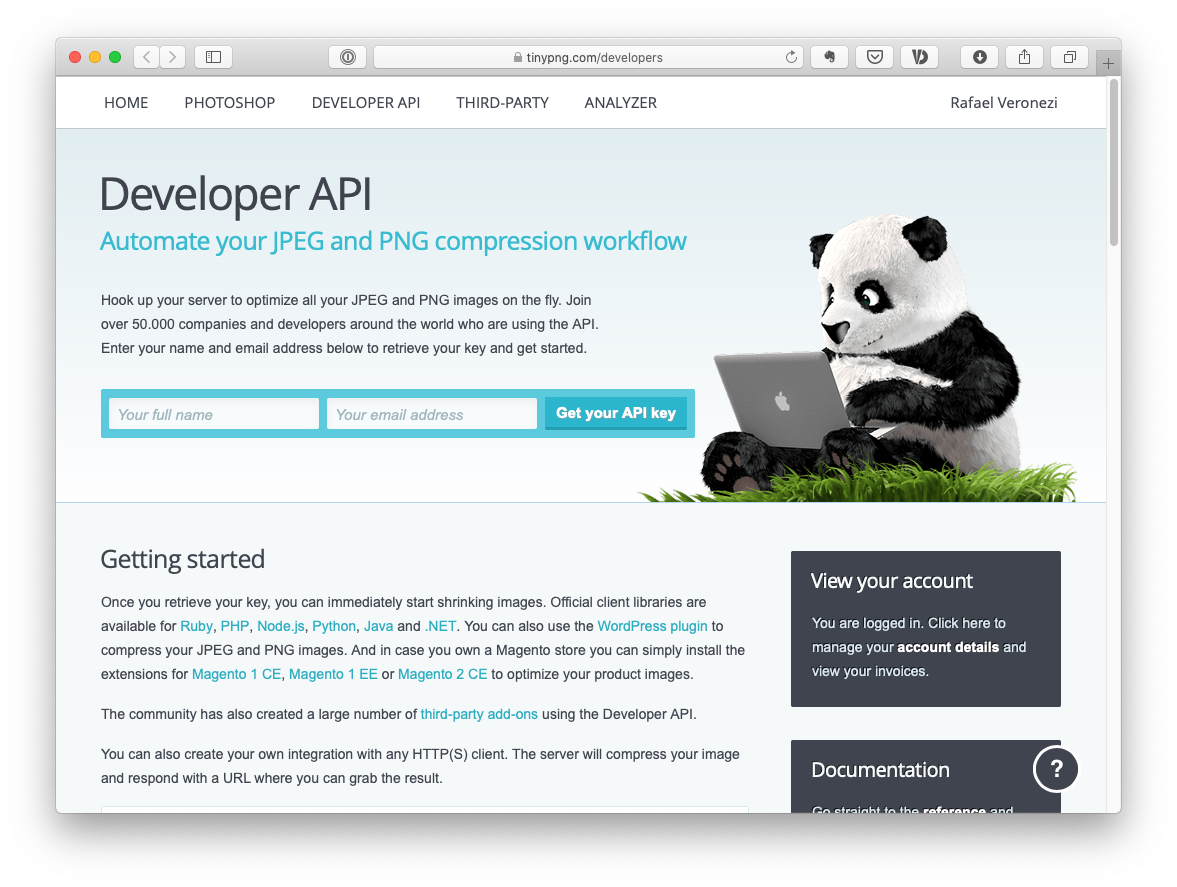 tinypng.com/developers
HOME PHOTOSHOP DEVELOPER API THIRD-PARTY ANALYZER Rafael Veronezi
Developer API
Automate your JPEG and PNG compression workflow
Hook up your server to optimize all your JPEG and PNG images on the fly. Join
over 50.000 companies and developers around the world who are using the API.
Enter your name and email address below to retrieve your key and get started.
Your full name Your email address Get your API key
Getting started
Once you retrieve your key, you can immediately start shrinking images. Official client libraries are
available for Ruby, PHP, Node.js, Python, Java and .NET. You can also use the WordPress plugin to
compress your JPEG and PNG images. And in case you own a Magento store you can simply install the
extensions for Magento 1 CE, Magento 1 EE or Magento 2 CE to optimize your product images.
The community has also created a large number of third-party add-ons using the Developer API.
You can also create your own integration with any HTTP(S) client. The server will compress your image
and respond with a URL where you can grab the result.
View your account
You are logged in. Click here to
manage your account details and
view your invoices.
Documentation
?
Go straight to the reference and